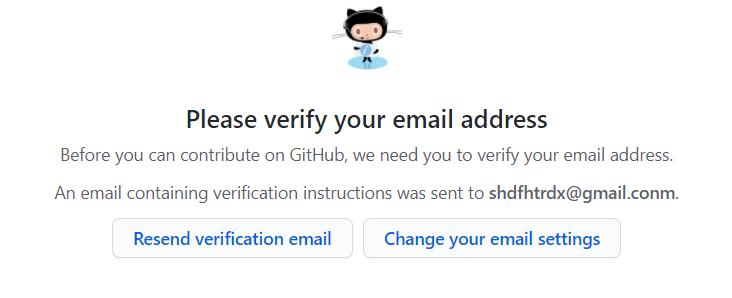 Please verify your email address
Before you can contribute on GitHub, we need you to verify your email address.
An email containing verification instructions was sent to shdfhtrdx@gmail.conm.
Resend verification email
Change your email settings